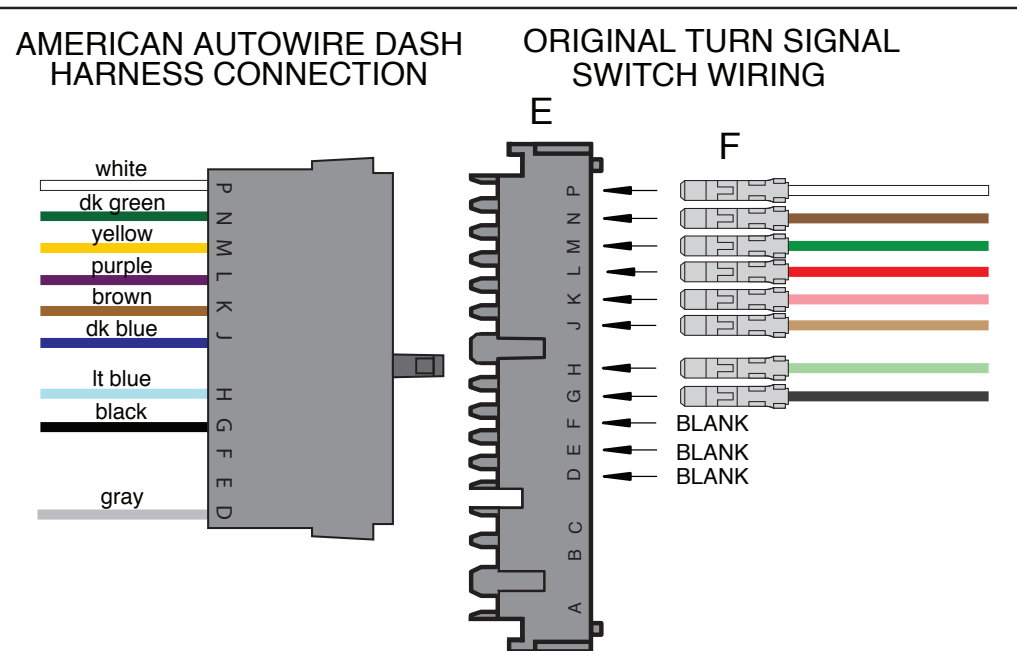 AMERICAN AUTOWIRE DASH
HARNESS CONNECTION
ORIGINAL TURN SIGNAL
SWITCH WIRING
E
F
white
dk green
yellow
purple
brown
dk blue
lt blue
black
gray
P
N
M
L
K
J
H
G
F
E
D
P
N
M
L
K
J
H
G
F
E
D
C
B
A
BLANK
BLANK
BLANK